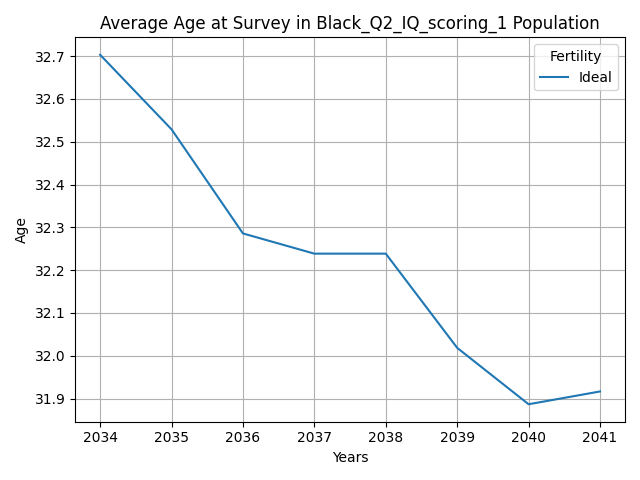 Average Age at Survey in Black_Q2_IQ_scoring_1 Population
Fertility
Ideal
32.7
32.6
32.5
32.4
32.3
32.2
32.1
32.0
31.9
Age
2034 2035 2036 2037 2038 2039 2040 2041
Years